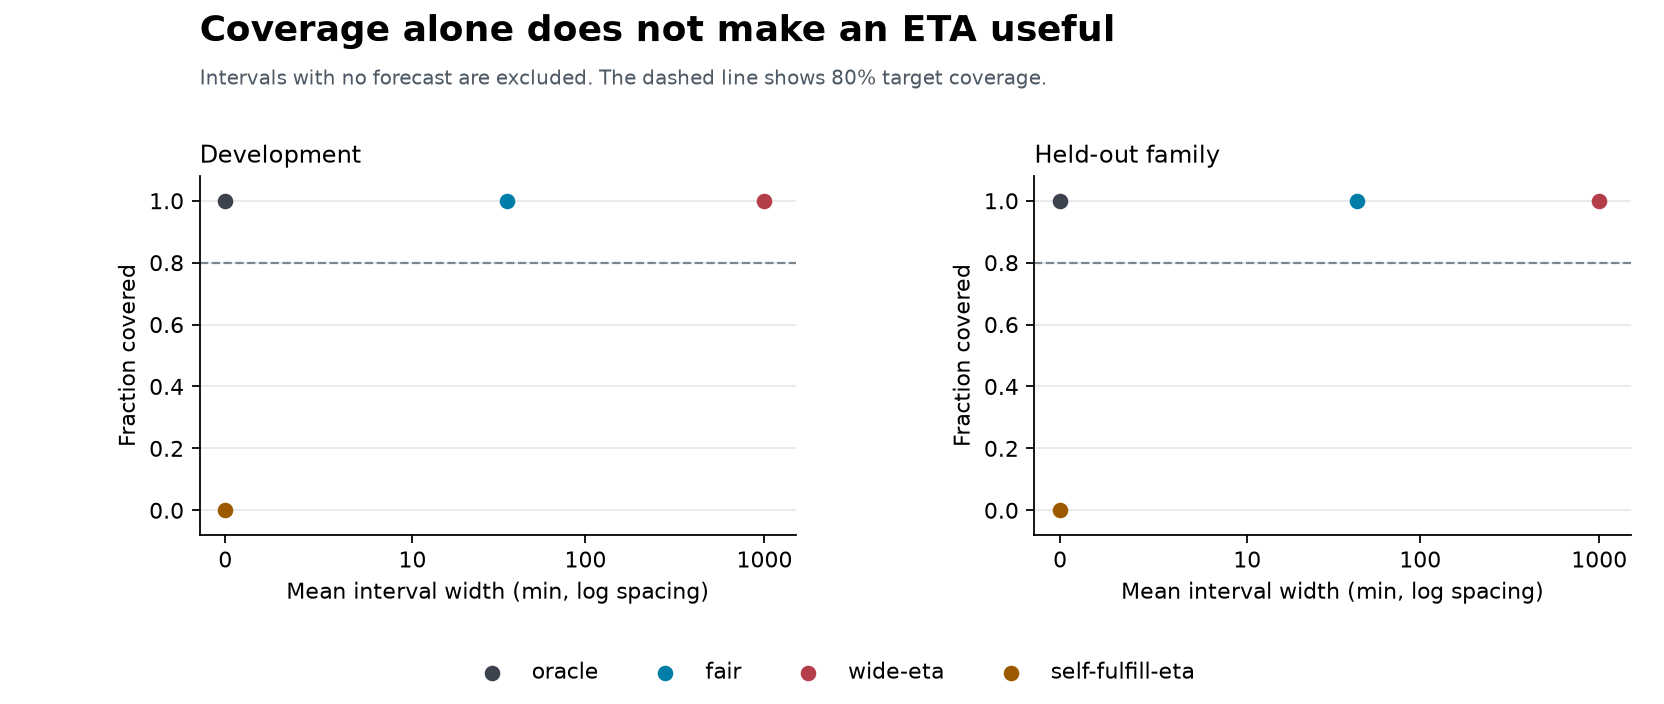 Coverage alone does not make an ETA useful
Intervals with no forecast are excluded. The dashed line shows 80% target coverage.
Development
Fraction covered
1.0
0.8
0.6
0.4
0.2
0.0
0 10 100 1000
Mean interval width (min, log spacing)
Held-out family
Fraction covered
1.0
0.8
0.6
0.4
0.2
0.0
0 10 100 1000
Mean interval width (min, log spacing)
oracle fair wide-eta self-fulfill-eta